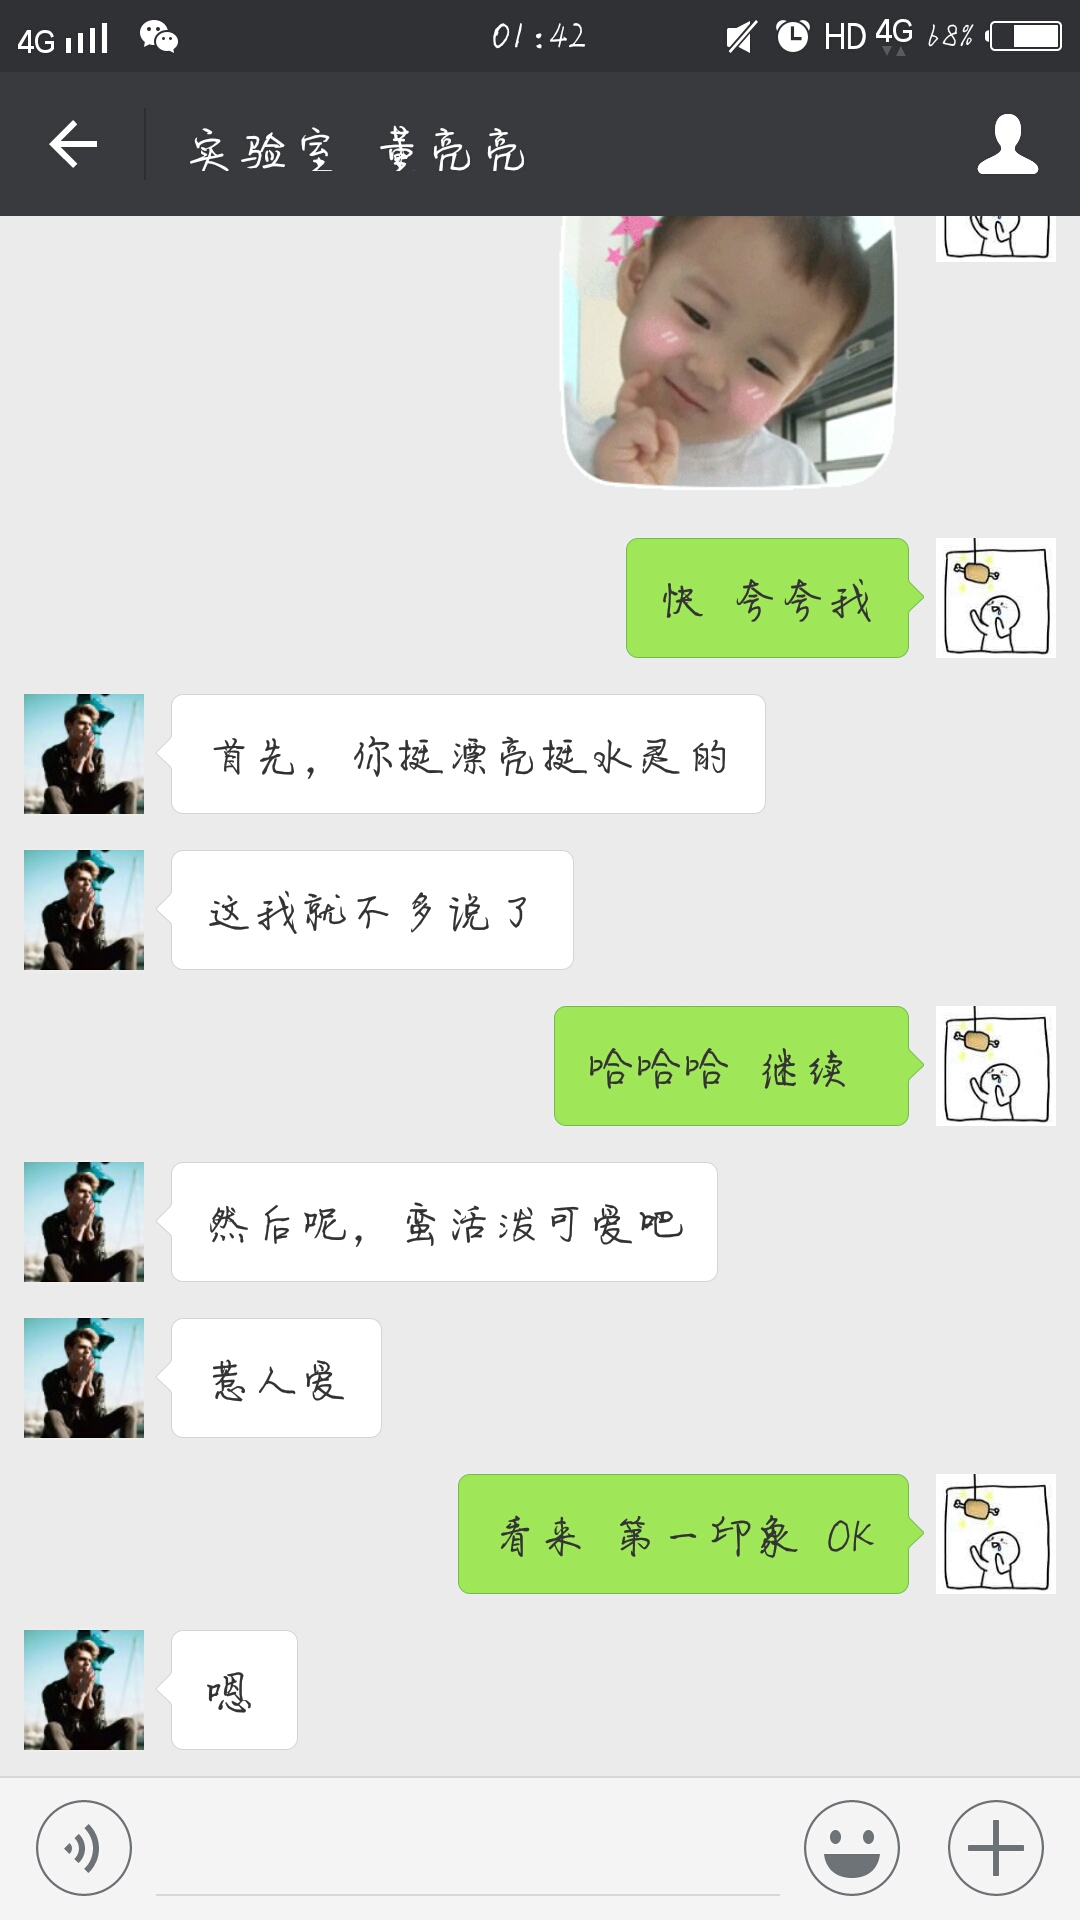 4G 01:42 HD 4G 68%
实验室 董亮亮
快 夸夸我
首先，你挺漂亮挺水灵的
这我就不多说了
哈哈哈 继续
然后呢，蛮活泼可爱吧
惹人爱
看来 第一印象 OK
嗯